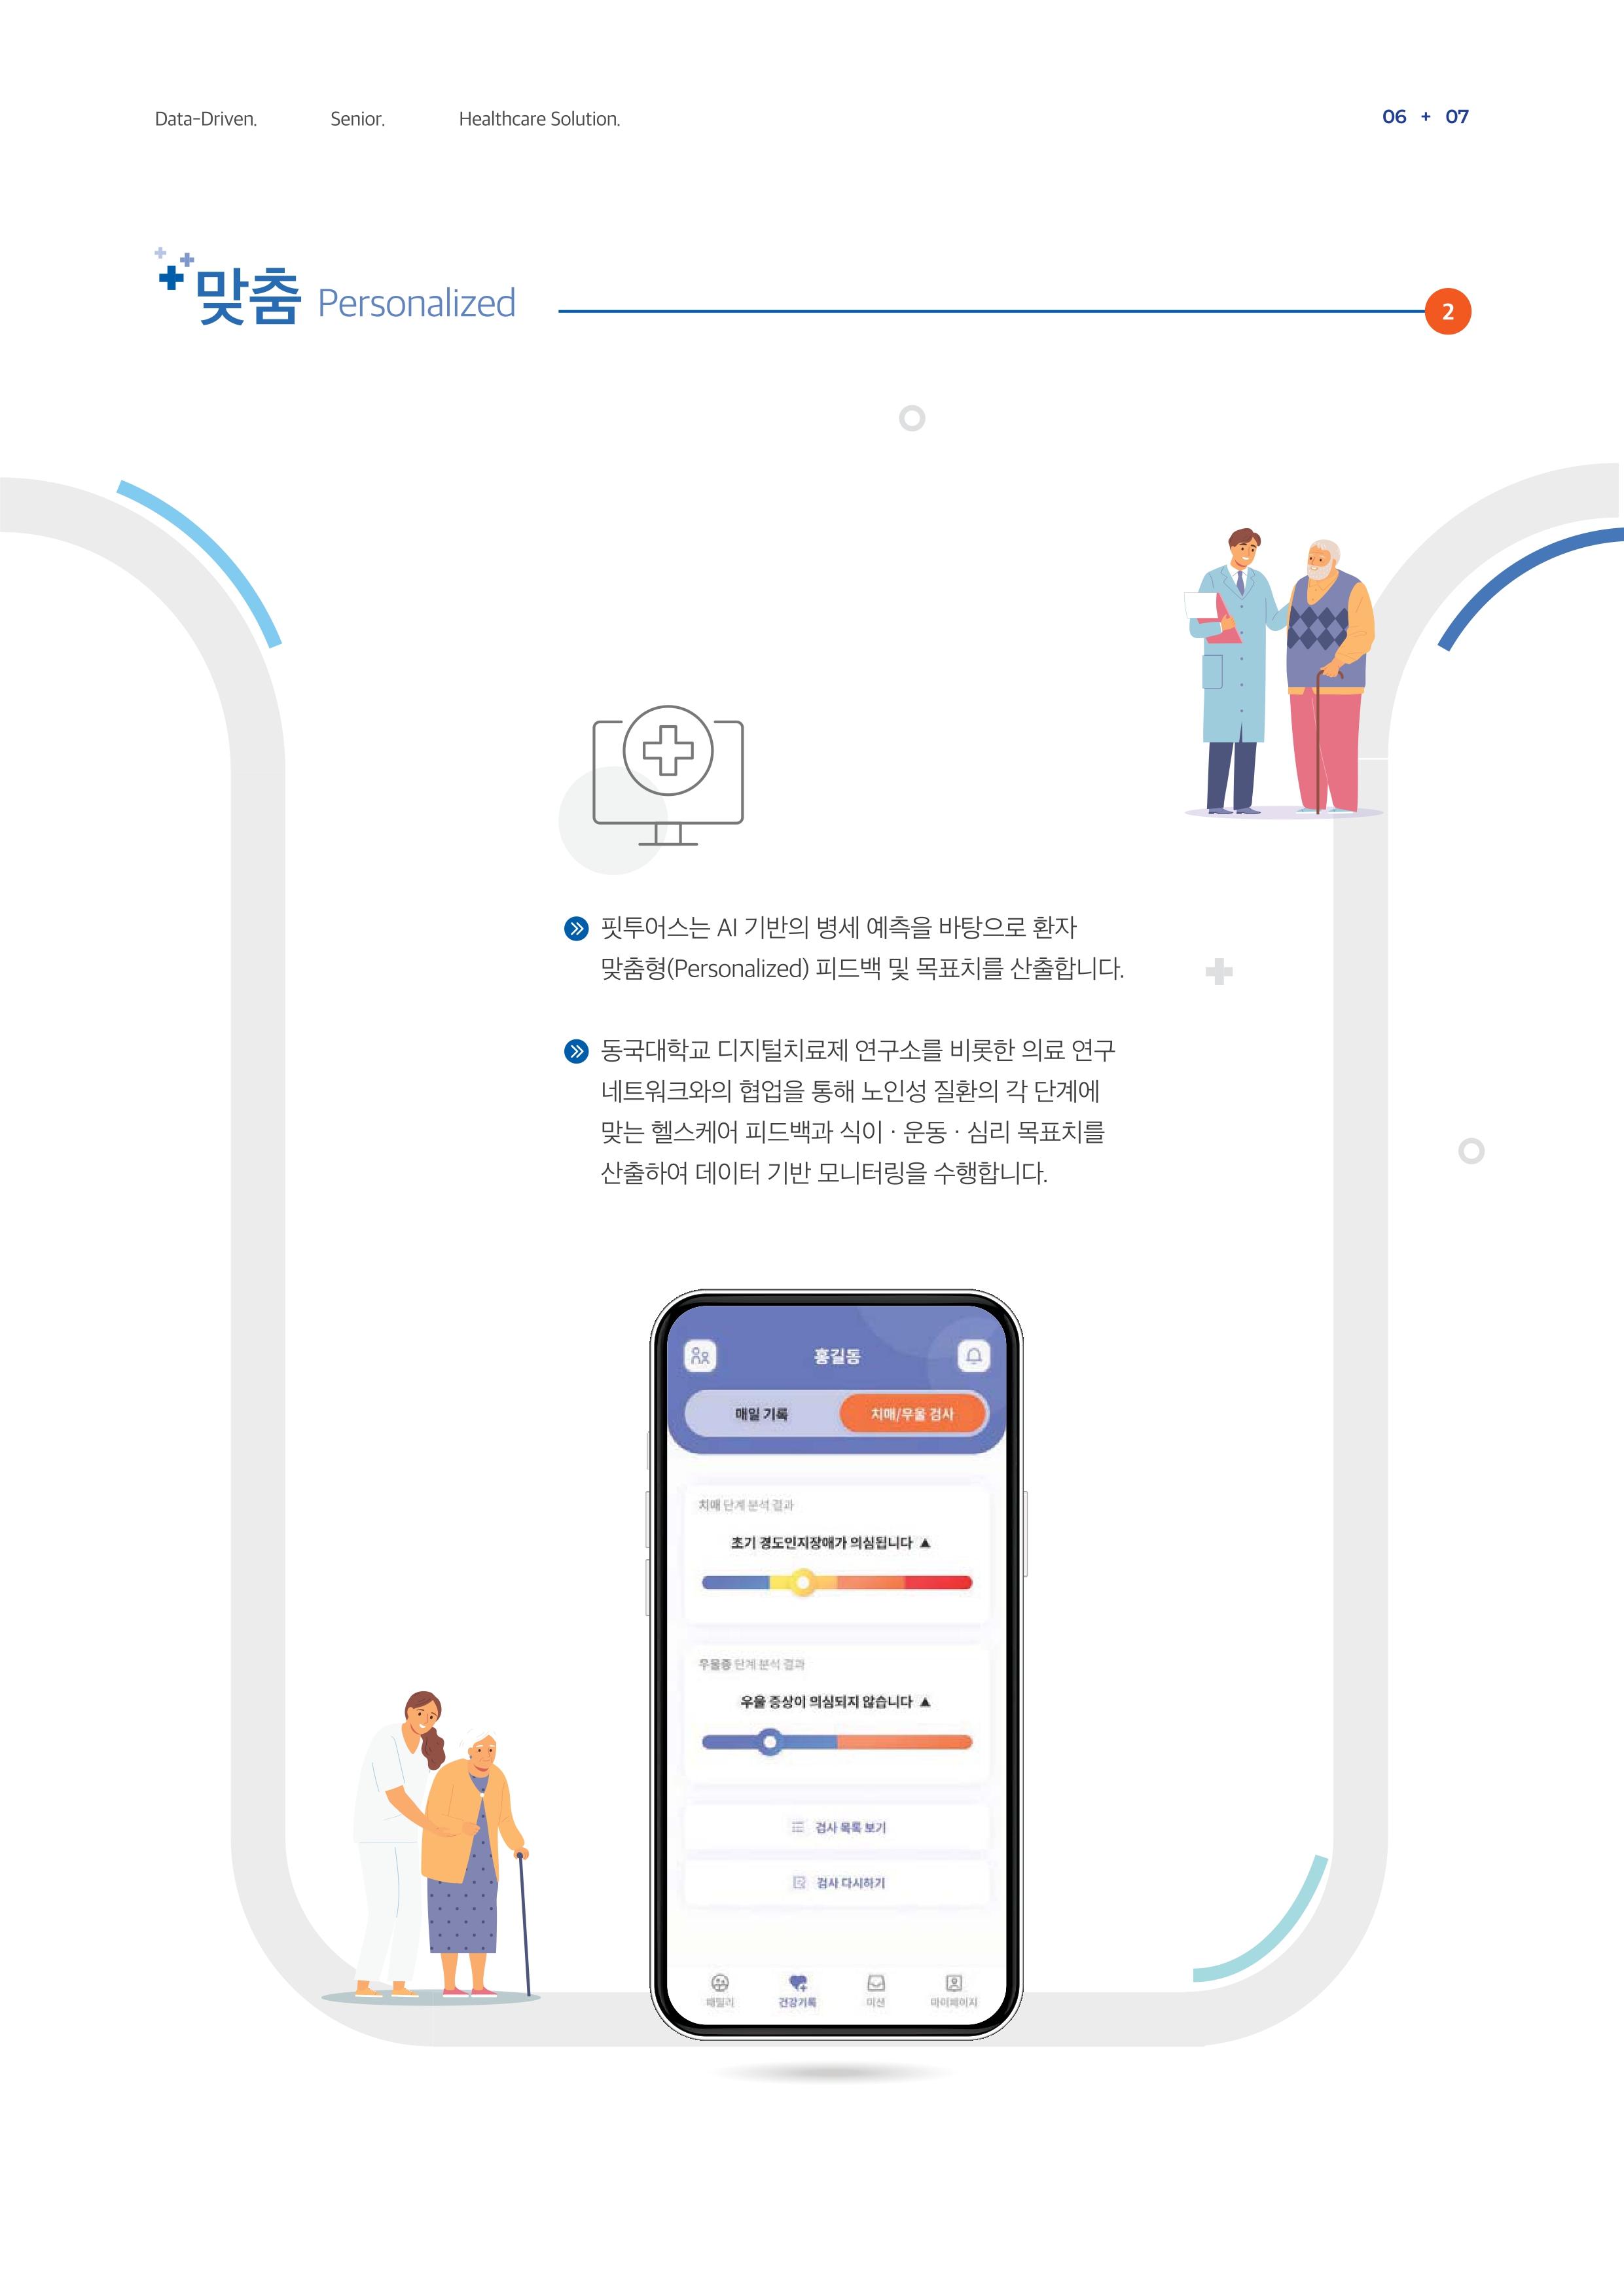 Data-Driven. Senior. Healthcare Solution. 06 + 07
맞춤 Personalized
2
핏투어스는 AI 기반의 병세 예측을 바탕으로 환자
맞춤형(Personalized) 피드백 및 목표치를 산출합니다.
동국대학교 디지털치료제 연구소를 비롯한 의료 연구
네트워크와의 협업을 통해 노인성 질환의 각 단계에
맞는 헬스케어 피드백과 식이 · 운동 · 심리 목표치를
산출하여 데이터 기반 모니터링을 수행합니다.
홍길동
매일 기록 치매/우울 검사
치매 단계 분석 결과
초기 경도인지장애가 의심됩니다 ▲
우울증 단계 분석 결과
우울 증상이 의심되지 않습니다 ▲
검사 목록 보기
검사 다시하기
패밀리 건강기록 미션 마이페이지